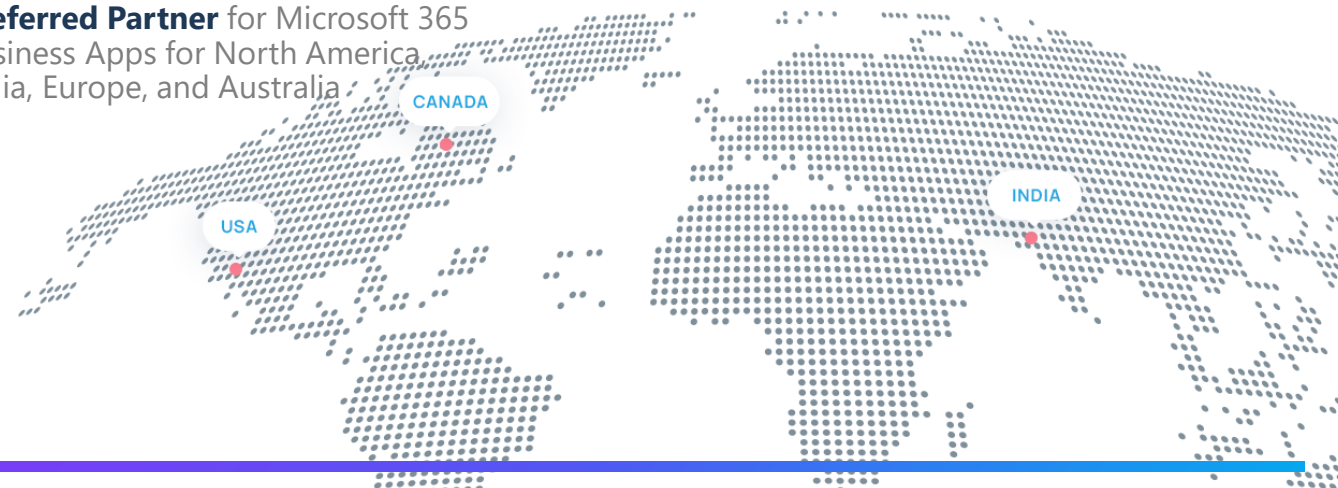 eferred Partner for Microsoft 365
siness Apps for North America,
ia, Europe, and Australia
CANADA
INDIA
USA